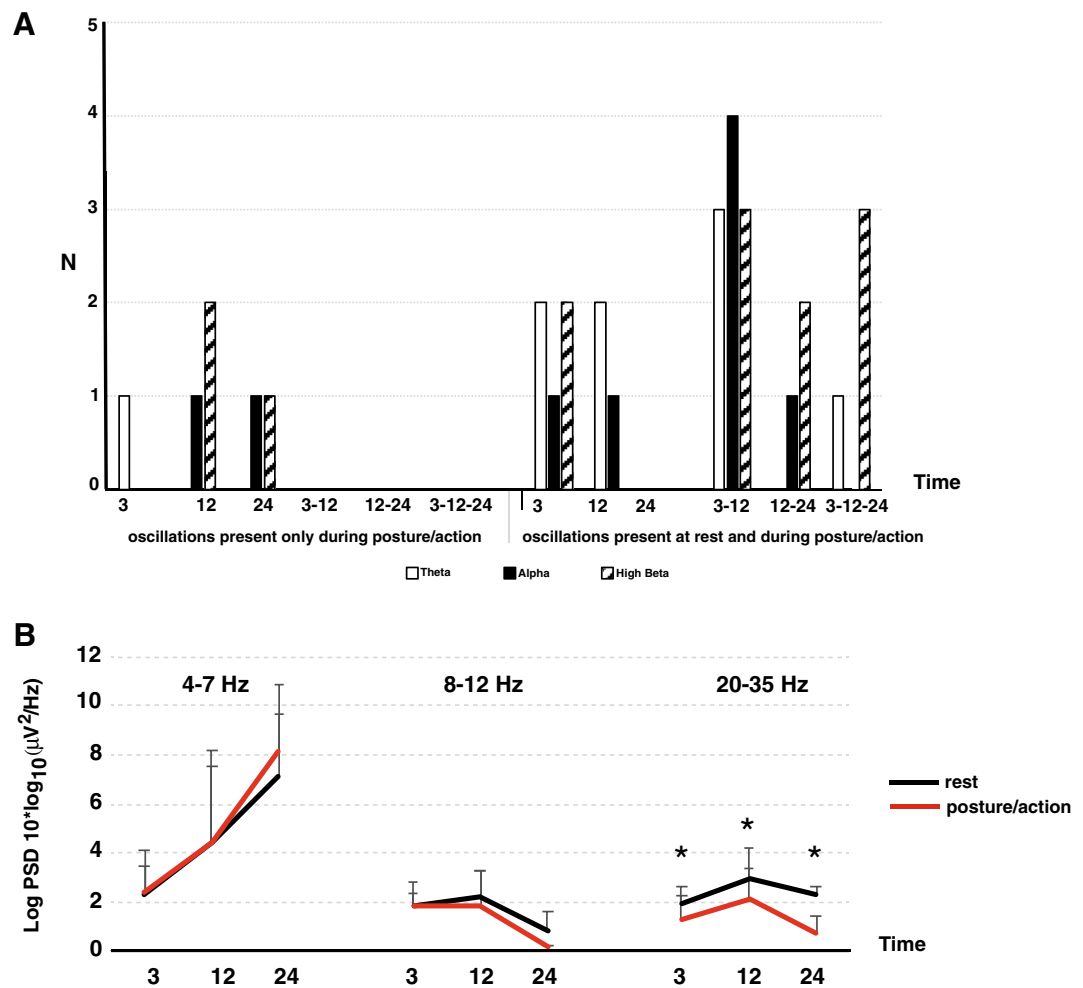 A
5
4
3
N
2
1
0
3 12 24 3-12 12-24 3-12-24 3 12 24 3-12 12-24 3-12-24 Time
oscillations present only during posture/action oscillations present at rest and during posture/action
Theta Alpha High Beta
B
Log PSD 10*log10(µV2/Hz)
12
10
8
6
4
2
0
4-7 Hz 8-12 Hz 20-35 Hz
* * *
rest
posture/action
Time
3 12 24 3 12 24 3 12 24